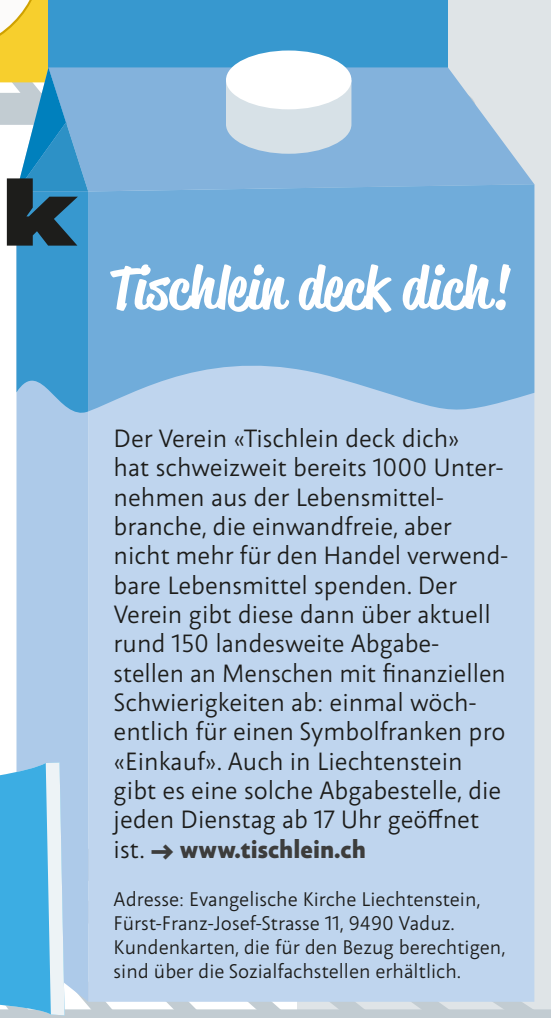 k
Tischlein deck dich!
Der Verein «Tischlein deck dich»
hat schweizweit bereits 1000 Unter-
nehmen aus der Lebensmittel-
branche, die einwandfreie, aber
nicht mehr für den Handel verwend-
bare Lebensmittel spenden. Der
Verein gibt diese dann über aktuell
rund 150 landesweite Abgabe-
stellen an Menschen mit finanziellen
Schwierigkeiten ab: einmal wöch-
entlich für einen Symbolfranken pro
«Einkauf». Auch in Liechtenstein
gibt es eine solche Abgabestelle, die
jeden Dienstag ab 17 Uhr geöffnet
ist. → www.tischlein.ch
Adresse: Evangelische Kirche Liechtenstein,
Fürst-Franz-Josef-Strasse 11, 9490 Vaduz.
Kundenkarten, die für den Bezug berechtigen,
sind über die Sozialfachstellen erhältlich.